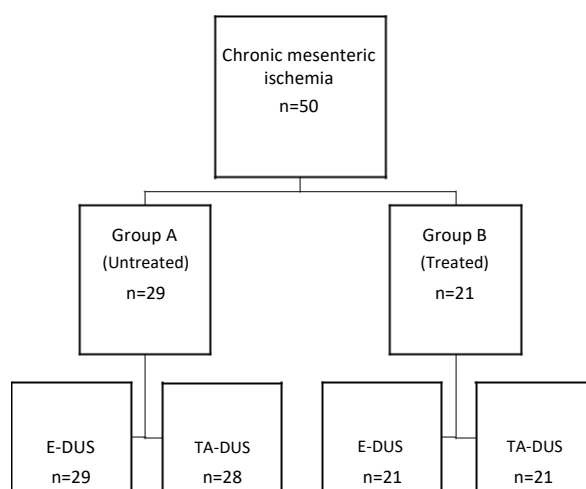 Chronic mesenteric
ischemia
n=50
Group A
(Untreated)
n=29
Group B
(Treated)
n=21
E-DUS
n=29
TA-DUS
n=28
E-DUS
n=21
TA-DUS
n=21